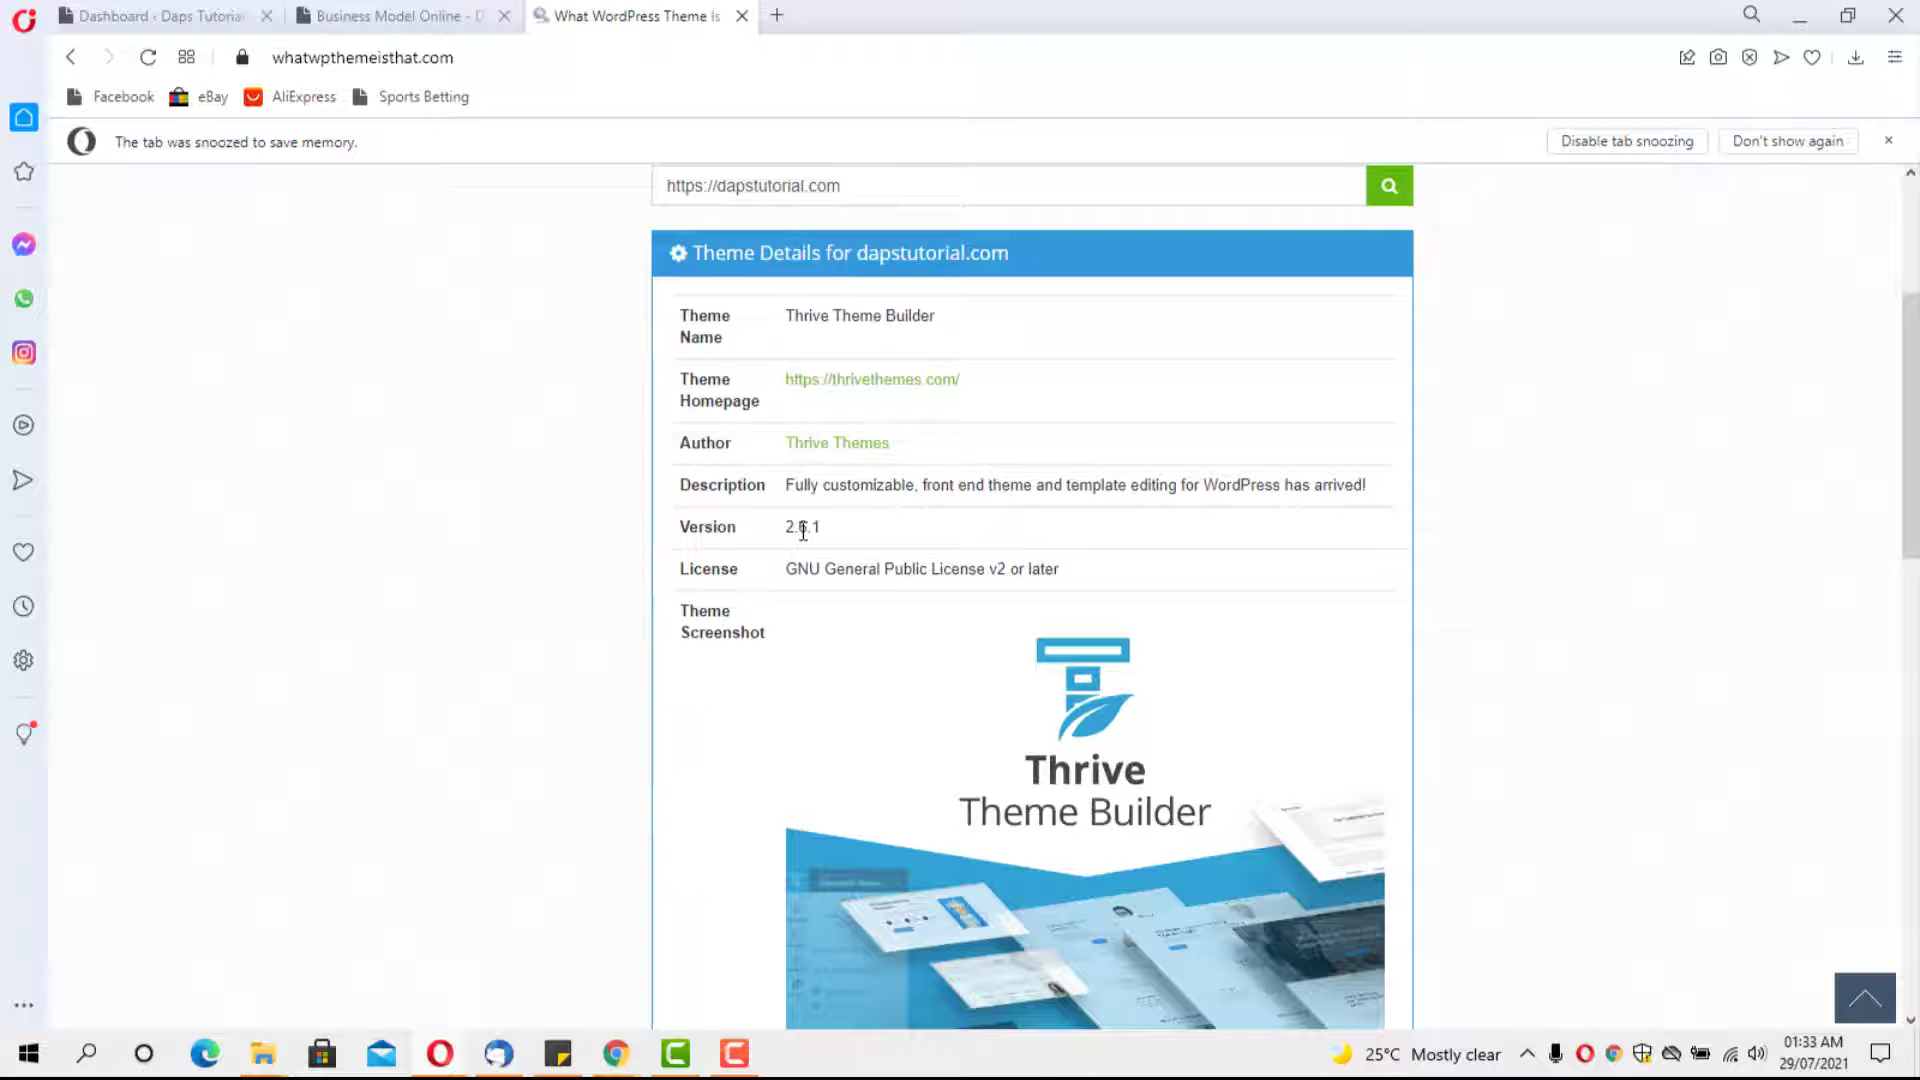 Dashboard ‹ Daps Tutorial
Business Model Online - D
What WordPress Theme Is
whatwpthemeisthat.com
Facebook
eBay
AliExpress
Sports Betting
The tab was snoozed to save memory.
Disable tab snoozing
Don't show again
https://dapstutorial.com
Theme Details for dapstutorial.com
Theme Name
Thrive Theme Builder
Theme Homepage
https://thrivethemes.com/
Author
Thrive Themes
Description
Fully customizable, front end theme and template editing for WordPress has arrived!
Version
2.6.1
License
GNU General Public License v2 or later
Theme Screenshot
Thrive
Theme Builder
25°C Mostly clear
01:33 AM
29/07/2021